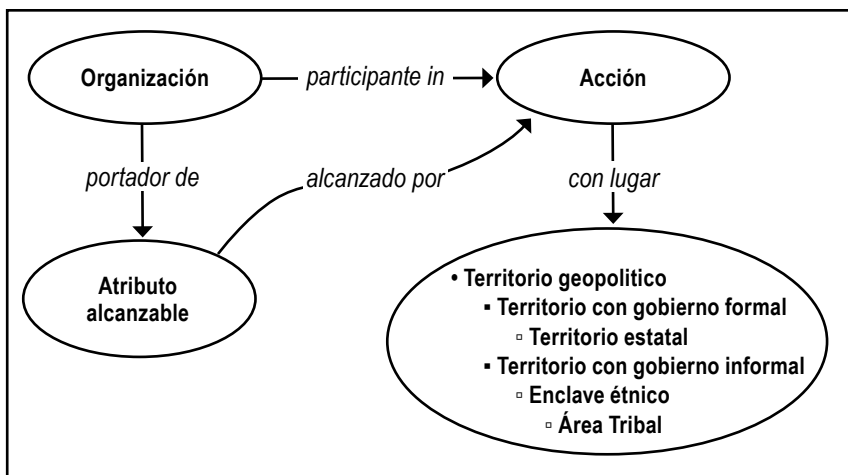 Organización
participante in
Acción
portador de
alcanzado por
con lugar
Atributo
alcanzable
• Territorio geopolitico
▪ Territorio con gobierno formal
▫ Territorio estatal
▪ Territorio con gobierno informal
▫ Enclave étnico
▫ Área Tribal